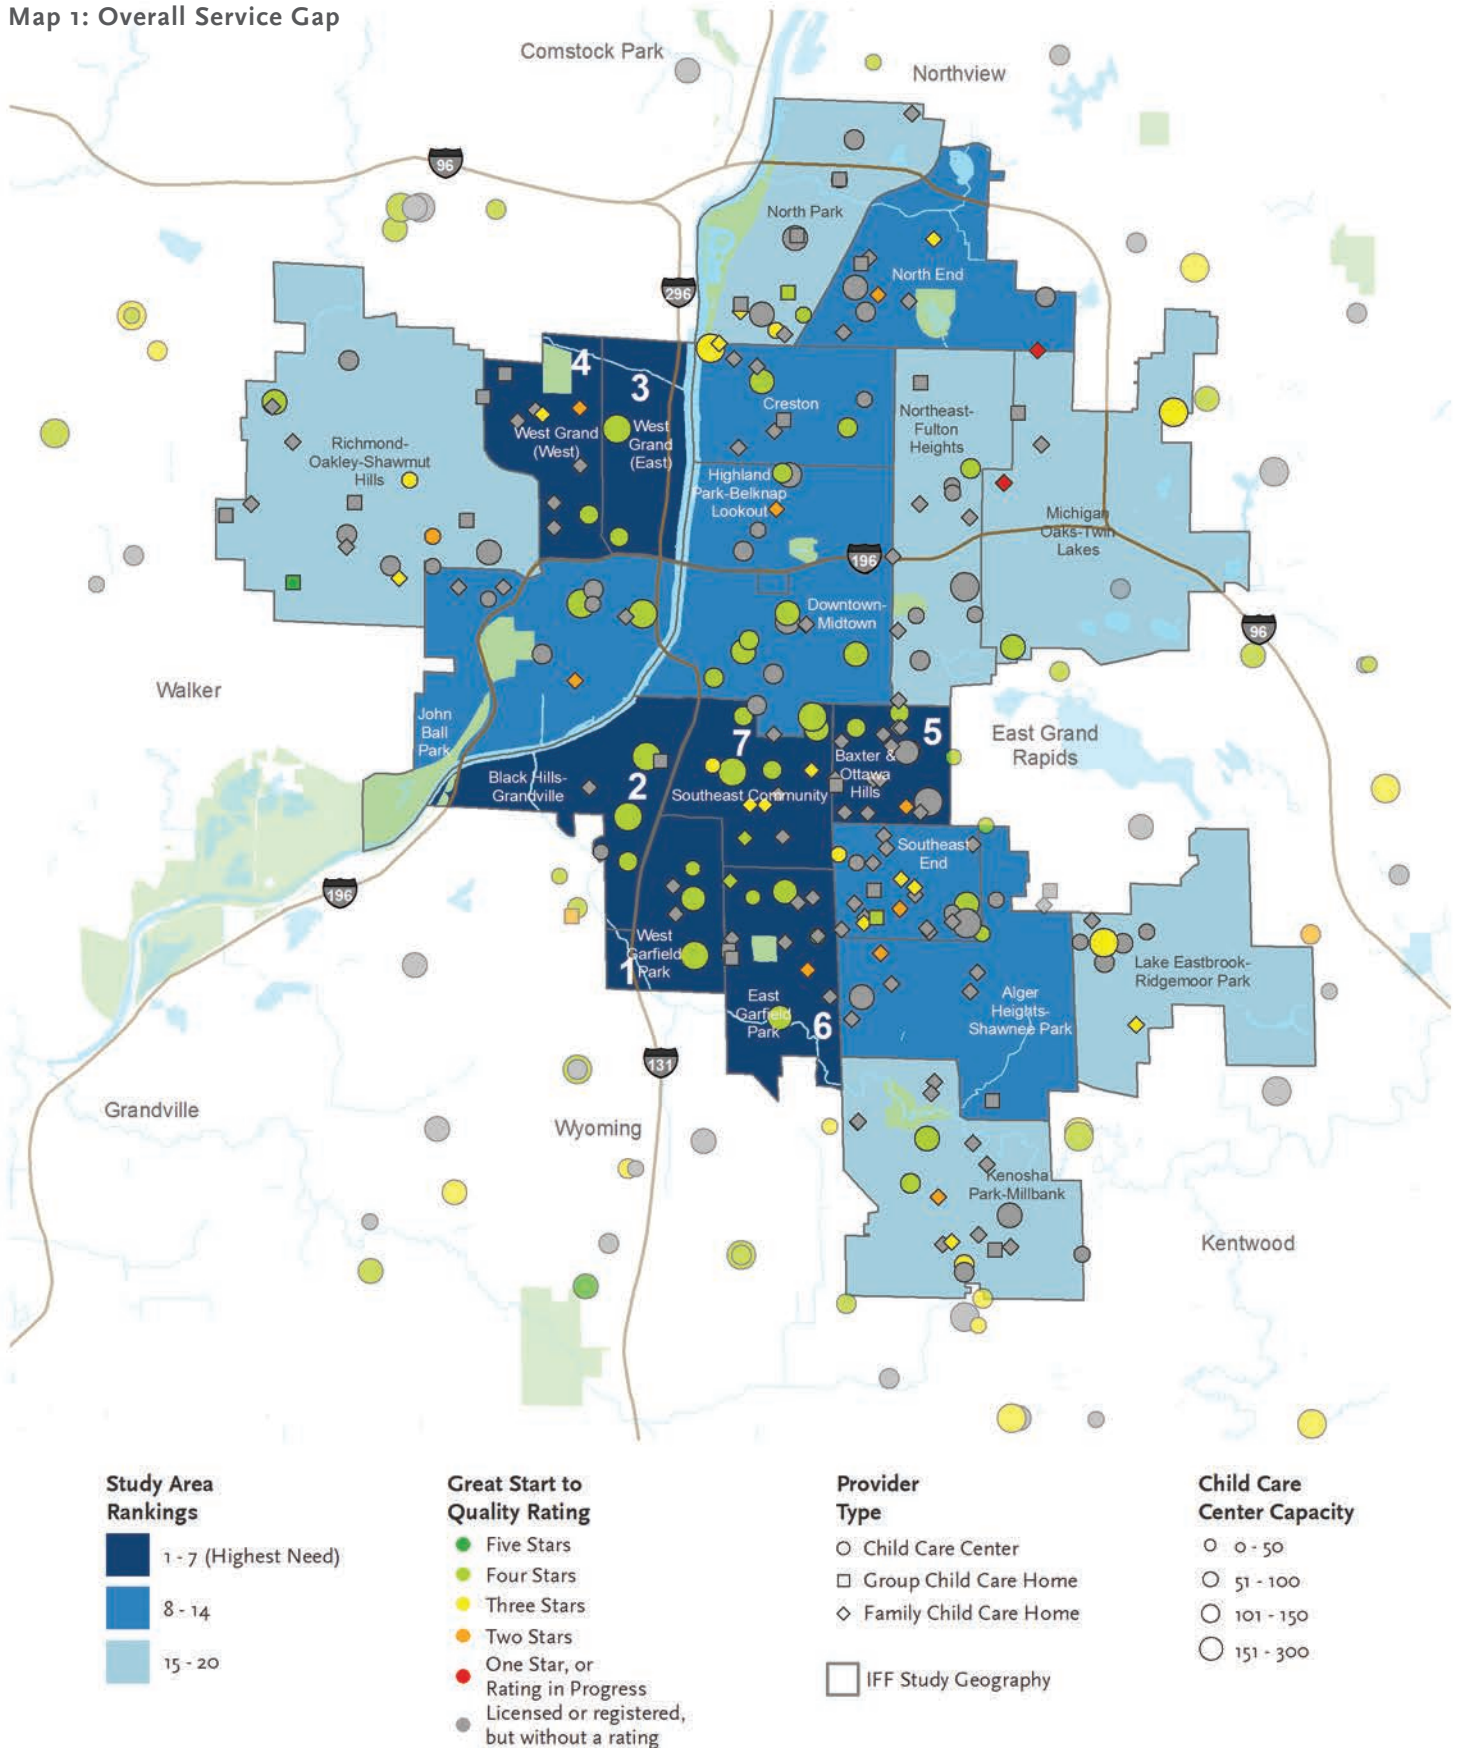 Map 1: Overall Service Gap
Comstock Park
Northview
96
North Park
North End
296
4
3
West Grand
(West)
West
Grand
(East)
Creston
Northeast-
Fulton
Heights
Richmond-
Oakley-Shawmut
Hills
Highland
Park-Belknap
Lookout
Michigan
Oaks-Twin
Lakes
196
Downtown-
Midtown
96
Walker
John
Ball
Park
East Grand
Rapids
7
5
Baxter &
Ottawa
Hills
Black Hills-
Grandville
2
Southeast Community
Southeast
End
196
West
Garfield
Park
1
Lake Eastbrook-
Ridgemoor Park
East
Garfield
Park
6
Alger
Heights-
Shawnee Park
131
Grandville
Wyoming
Kenosha
Park-Millbank
Kentwood
Study Area
Rankings
1 - 7 (Highest Need)
8 - 14
15 - 20
Great Start to
Quality Rating
Five Stars
Four Stars
Three Stars
Two Stars
One Star, or
Rating in Progress
Licensed or registered,
but without a rating
Provider
Type
Child Care Center
Group Child Care Home
Family Child Care Home
IFF Study Geography
Child Care
Center Capacity
0 - 50
51 - 100
101 - 150
151 - 300